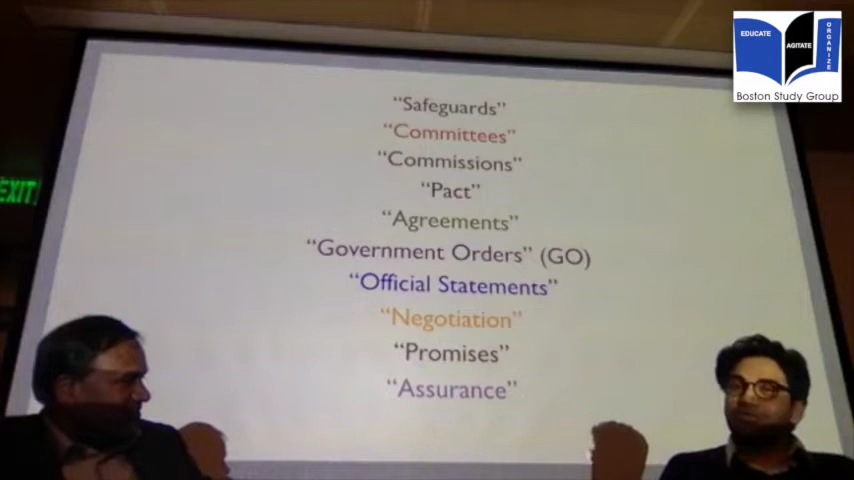 EDUCATE
AGITATE
ORGANIZE
Boston Study Group
EXIT
“Safeguards”
“Committees”
“Commissions”
“Pact”
“Agreements”
“Government Orders” (GO)
“Official Statements”
“Negotiation”
“Promises”
“Assurance”